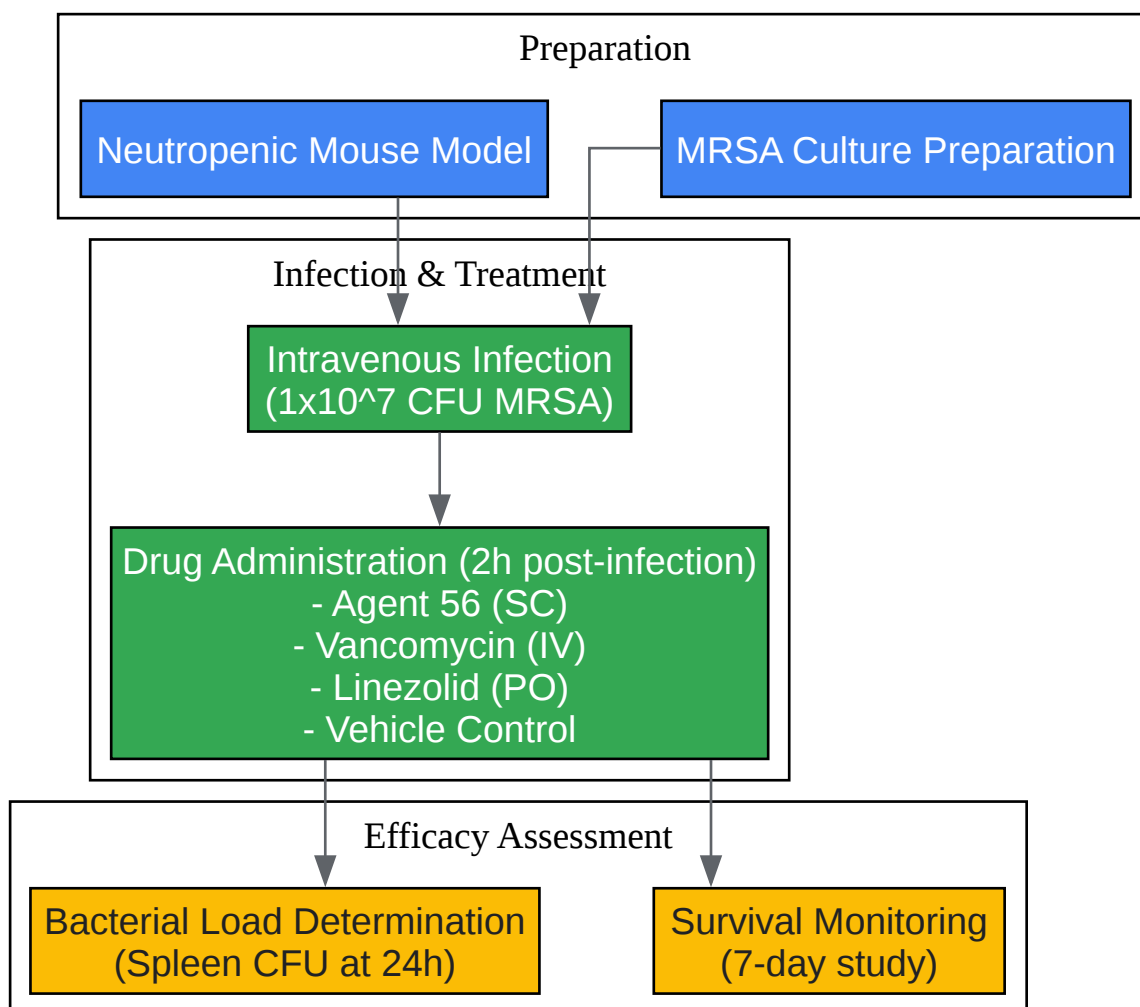 Preparation
Neutropenic Mouse Model
MRSA Culture Preparation
Infection & Treatment
Intravenous Infection
(1x10^7 CFU MRSA)
Drug Administration (2h post-infection)
- Agent 56 (SC)
- Vancomycin (IV)
- Linezolid (PO)
- Vehicle Control
Efficacy Assessment
Bacterial Load Determination
(Spleen CFU at 24h)
Survival Monitoring
(7-day study)